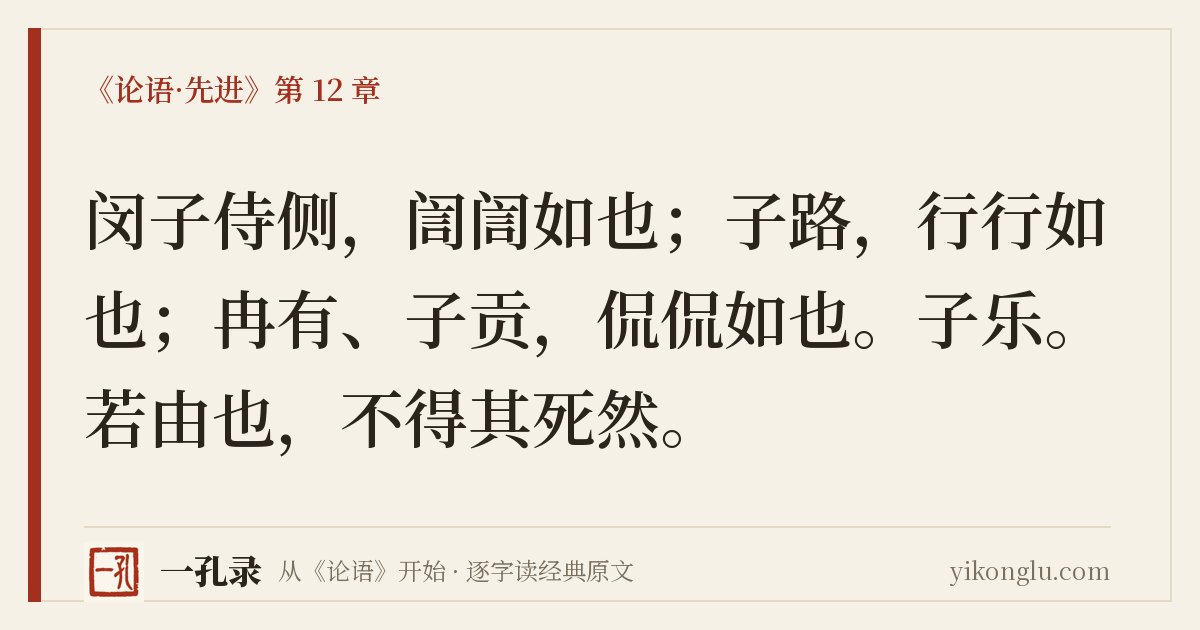 《论语·先进》第 12 章
闵子侍侧，訚訚如也；子路，行行如
也；冉有、子贡，侃侃如也。子乐。
若由也，不得其死然。
一孔
一孔录 从《论语》开始 · 逐字读经典原文 yikonglu.com